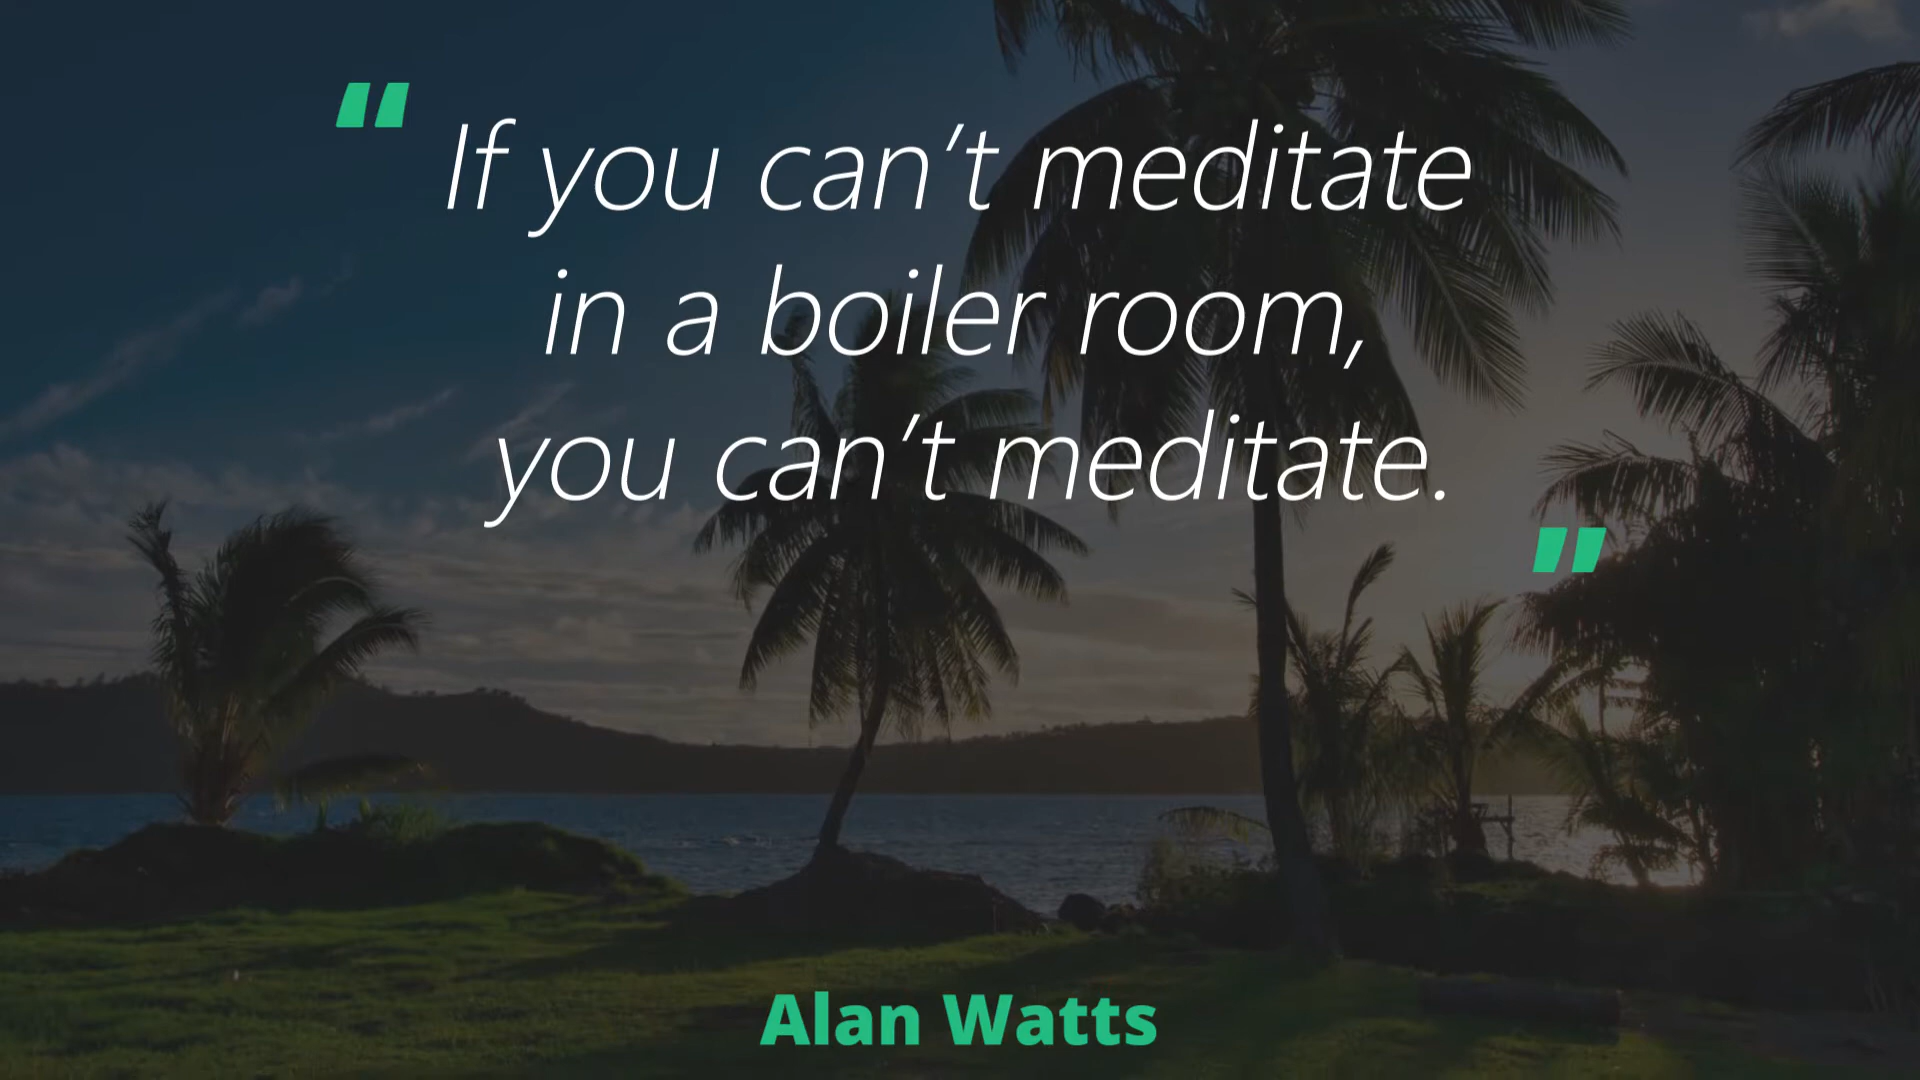 " If you can't meditate
in a boiler room,
you can't meditate. "
Alan Watts